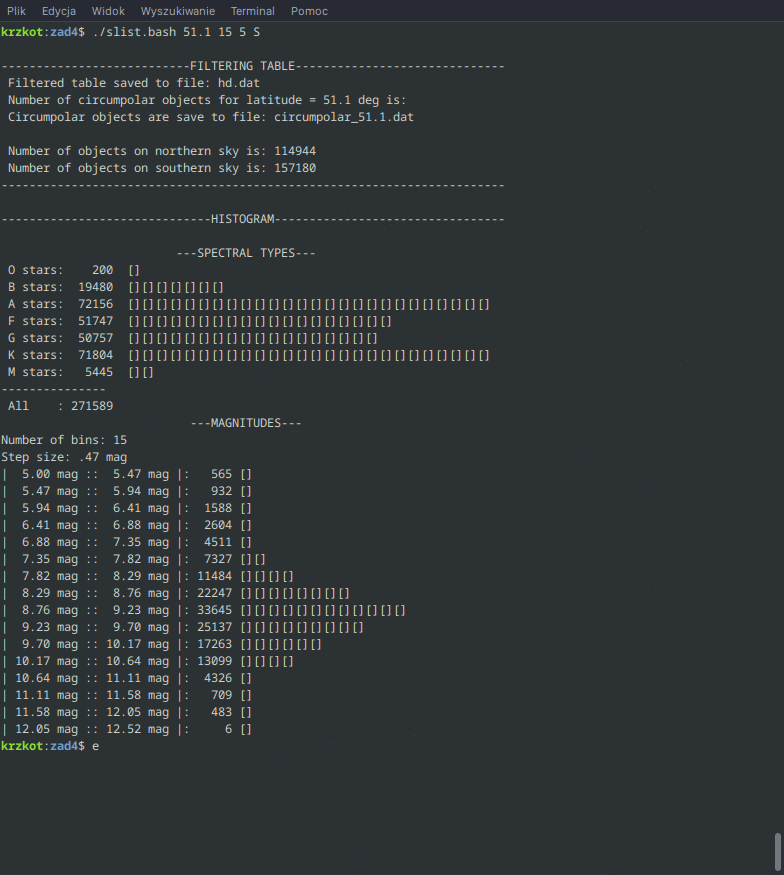 Plik Edycja Widok Wyszukiwanie Terminal Pomoc
krzkot:zad4$ ./slist.bash 51.1 15 5 S
---------------------------FILTERING TABLE------------------------------
Filtered table saved to file: hd.dat
Number of circumpolar objects for latitude = 51.1 deg is:
Circumpolar objects are save to file: circumpolar_51.1.dat
Number of objects on northern sky is: 114944
Number of objects on southern sky is: 157180
------------------------------------------------------------------------
------------------------------HISTOGRAM---------------------------------
---SPECTRAL TYPES---
O stars:    200  []
B stars:  19480  [][][][][][][]
A stars:  72156  [][][][][][][][][][][][][][][][][][][][][][][][][][]
F stars:  51747  [][][][][][][][][][][][][][][][][][][]
G stars:  50757  [][][][][][][][][][][][][][][][][][]
K stars:  71804  [][][][][][][][][][][][][][][][][][][][][][][][][][]
M stars:   5445  [][]
---------------
All    : 271589
---MAGNITUDES---
Number of bins: 15
Step size: .47 mag
|  5.00 mag ::  5.47 mag |:   565 []
|  5.47 mag ::  5.94 mag |:   932 []
|  5.94 mag ::  6.41 mag |:  1588 []
|  6.41 mag ::  6.88 mag |:  2604 []
|  6.88 mag ::  7.35 mag |:  4511 []
|  7.35 mag ::  7.82 mag |:  7327 [][]
|  7.82 mag ::  8.29 mag |: 11484 [][][][]
|  8.29 mag ::  8.76 mag |: 22247 [][][][][][][][]
|  8.76 mag ::  9.23 mag |: 33645 [][][][][][][][][][][][]
|  9.23 mag ::  9.70 mag |: 25137 [][][][][][][][][]
|  9.70 mag :: 10.17 mag |: 17263 [][][][][][]
| 10.17 mag :: 10.64 mag |: 13099 [][][][]
| 10.64 mag :: 11.11 mag |:  4326 []
| 11.11 mag :: 11.58 mag |:   709 []
| 11.58 mag :: 12.05 mag |:   483 []
| 12.05 mag :: 12.52 mag |:     6 []
krzkot:zad4$ e